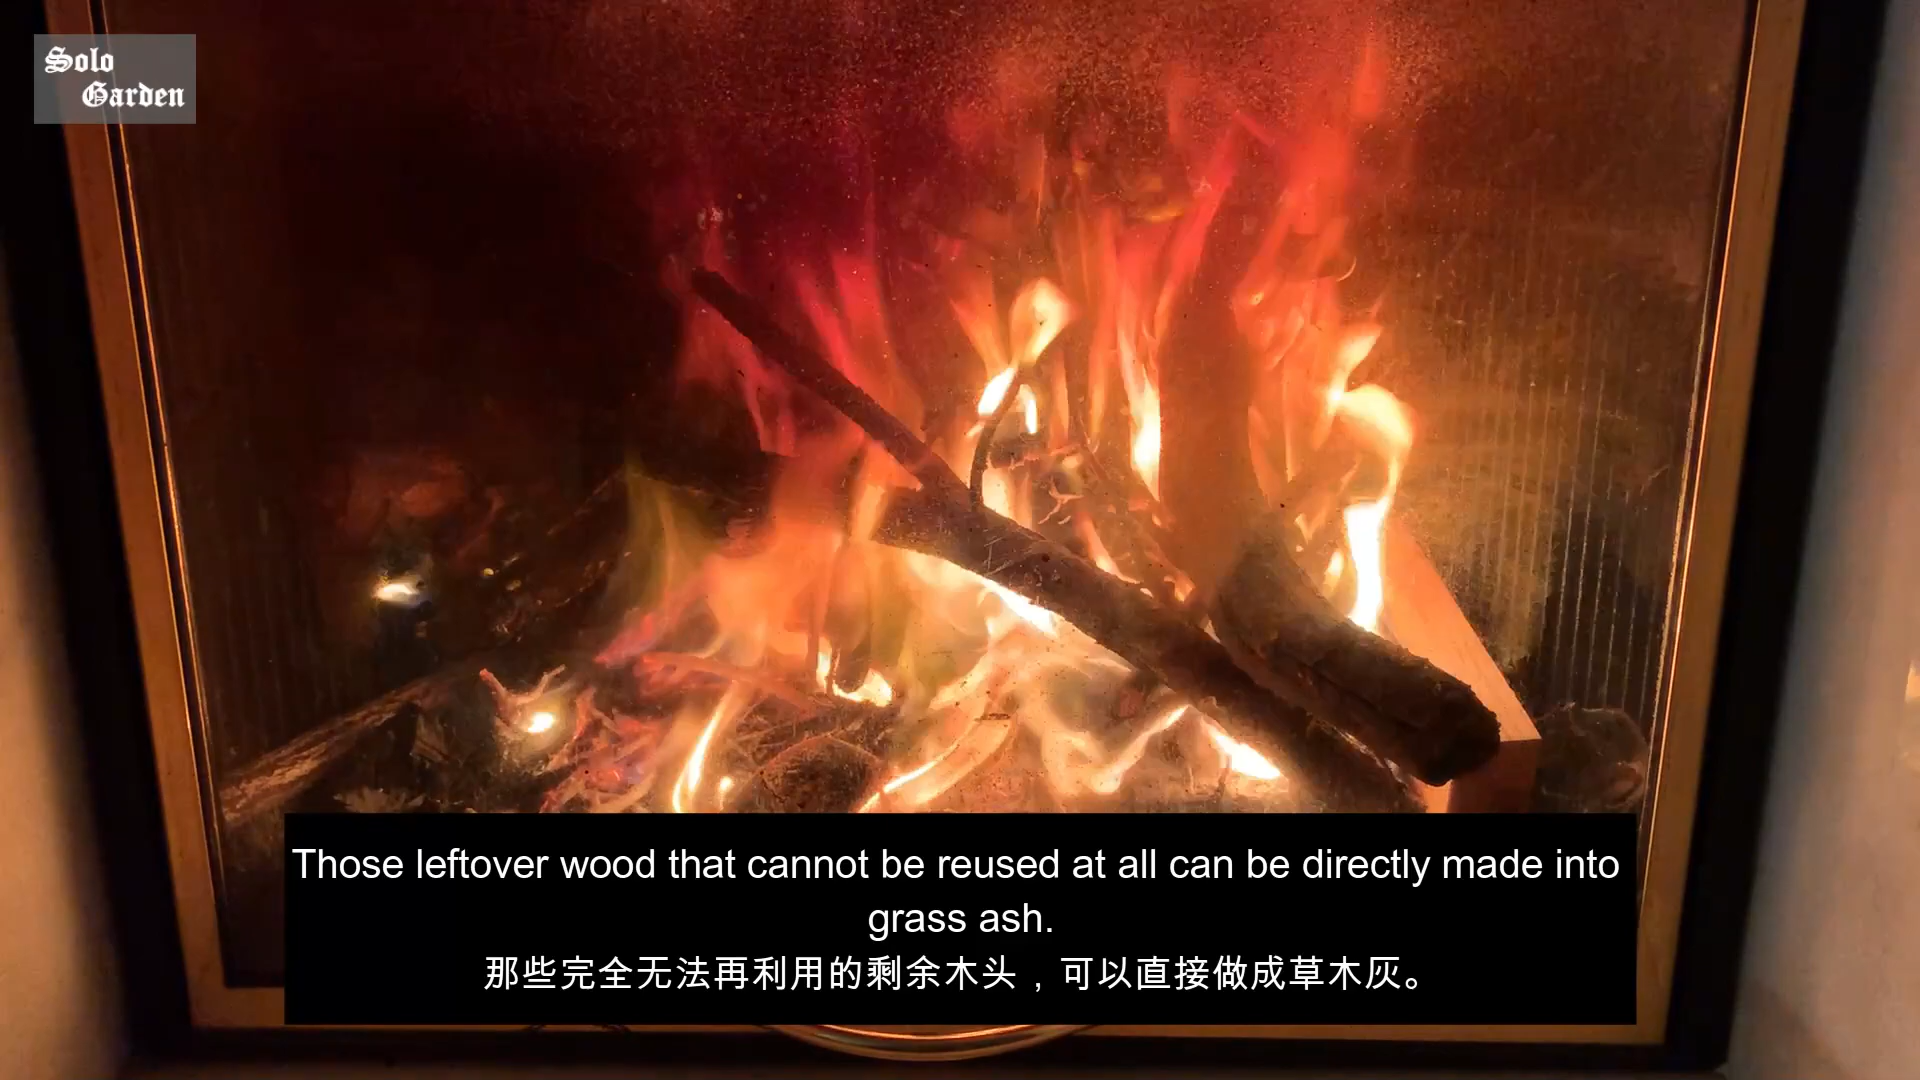 Solo
Garden
Those leftover wood that cannot be reused at all can be directly made into
grass ash.
那些完全无法再利用的剩余木头，可以直接做成草木灰。